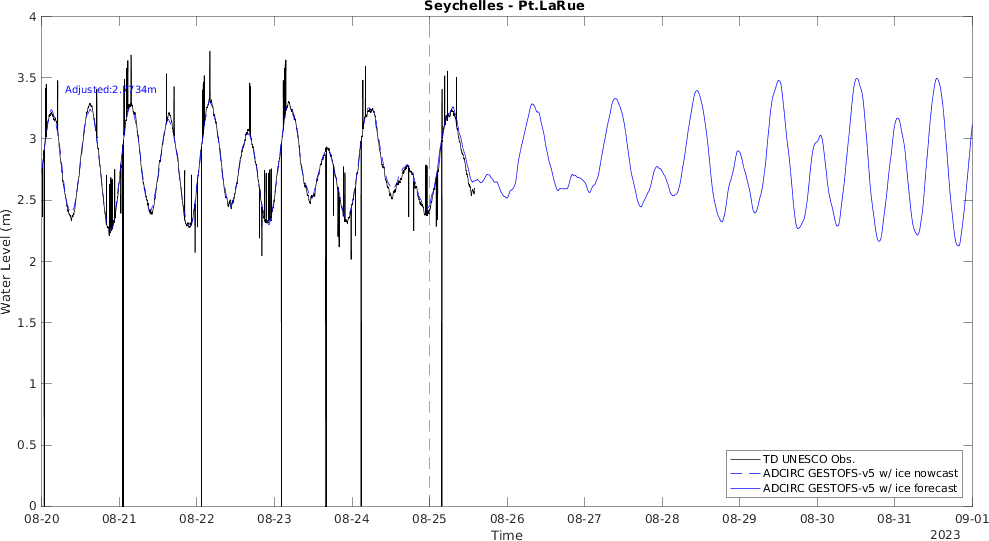 Seychelles - Pt.LaRue
4
3.5
3
2.5
2
1.5
1
0.5
0
Water Level (m)
08-20 08-21 08-22 08-23 08-24 08-25 08-26 08-27 08-28 08-29 08-30 08-31 09-01
Time
2023
TD UNESCO Obs.
ADCIRC GESTOFS-v5 w/ ice nowcast
ADCIRC GESTOFS-v5 w/ ice forecast